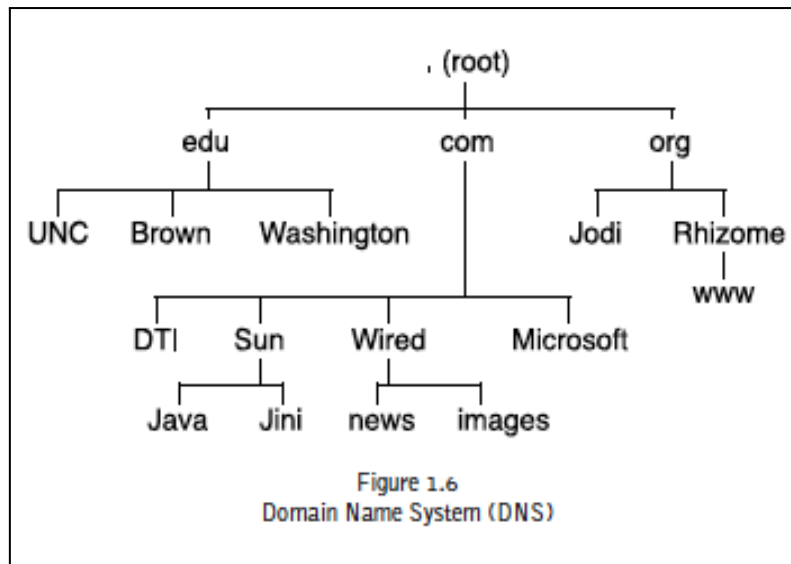 . (root)
edu com org
UNC Brown Washington Jodi Rhizome
www
DTI Sun Wired Microsoft
Java Jini news images
Figure 1.6
Domain Name System (DNS)